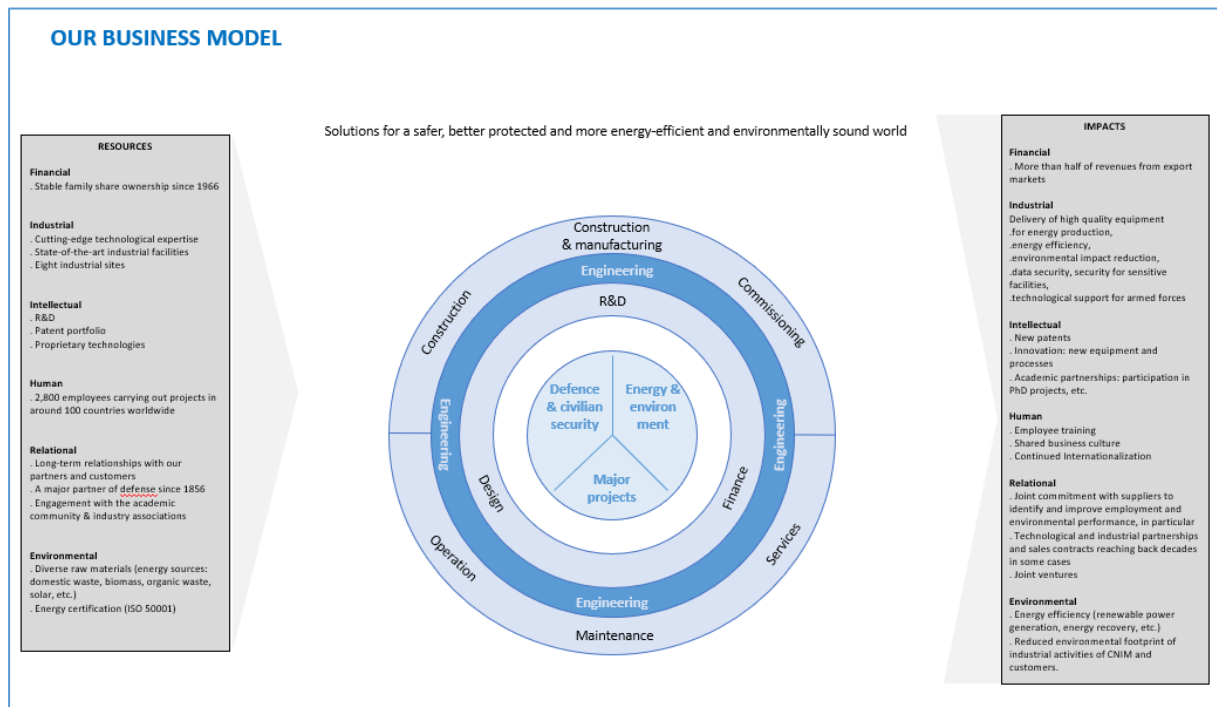 OUR BUSINESS MODEL
Solutions for a safer, better protected and more energy-efficient and environmentally sound world
RESOURCES
Financial
. Stable family share ownership since 1966
Industrial
. Cutting-edge technological expertise
. State-of-the-art industrial facilities
. Eight industrial sites
Intellectual
. R&D
. Patent portfolio
. Proprietary technologies
Human
. 2,800 employees carrying out projects in
around 100 countries worldwide
Relational
. Long-term relationships with our
partners and customers
. A major partner of defense since 1856
. Engagement with the academic
community & industry associations
Environmental
. Diverse raw materials (energy sources:
domestic waste, biomass, organic waste,
solar, etc.)
. Energy certification (ISO 50001)
Construction
& manufacturing
Engineering
R&D
Construction
Commissioning
Defence
& civilian
security
Energy &
environ
ment
Engineering
Engineering
Major
projects
Design
Finance
Operation
Services
Engineering
Maintenance
IMPACTS
Financial
. More than half of revenues from export
markets
Industrial
Delivery of high quality equipment
.for energy production,
.energy efficiency,
.environmental impact reduction,
.data security, security for sensitive
facilities,
.technological support for armed forces
Intellectual
. New patents
. Innovation: new equipment and
processes
. Academic partnerships: participation in
PhD projects, etc.
Human
. Employee training
. Shared business culture
. Continued Internationalization
Relational
. Joint commitment with suppliers to
identify and improve employment and
environmental performance, in particular
. Technological and industrial partnerships
and sales contracts reaching back decades
in some cases
. Joint ventures
Environmental
. Energy efficiency (renewable power
generation, energy recovery, etc.)
. Reduced environmental footprint of
industrial activities of CNIM and
customers.